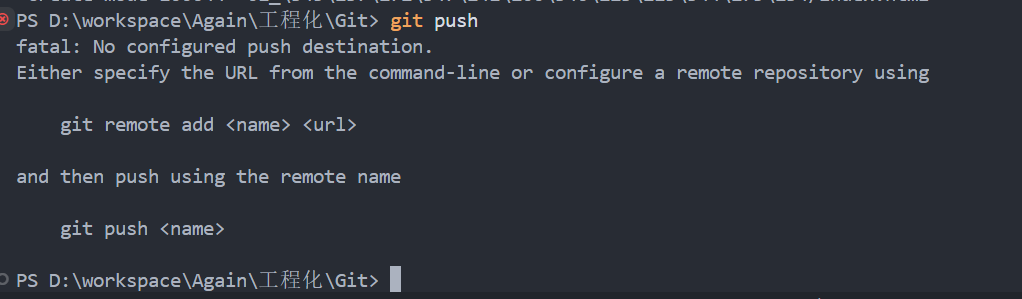 PS D:\workspace\Again\工程化\Git> git push
fatal: No configured push destination.
Either specify the URL from the command-line or configure a remote repository using
git remote add <name> <url>
and then push using the remote name
git push <name>
PS D:\workspace\Again\工程化\Git>